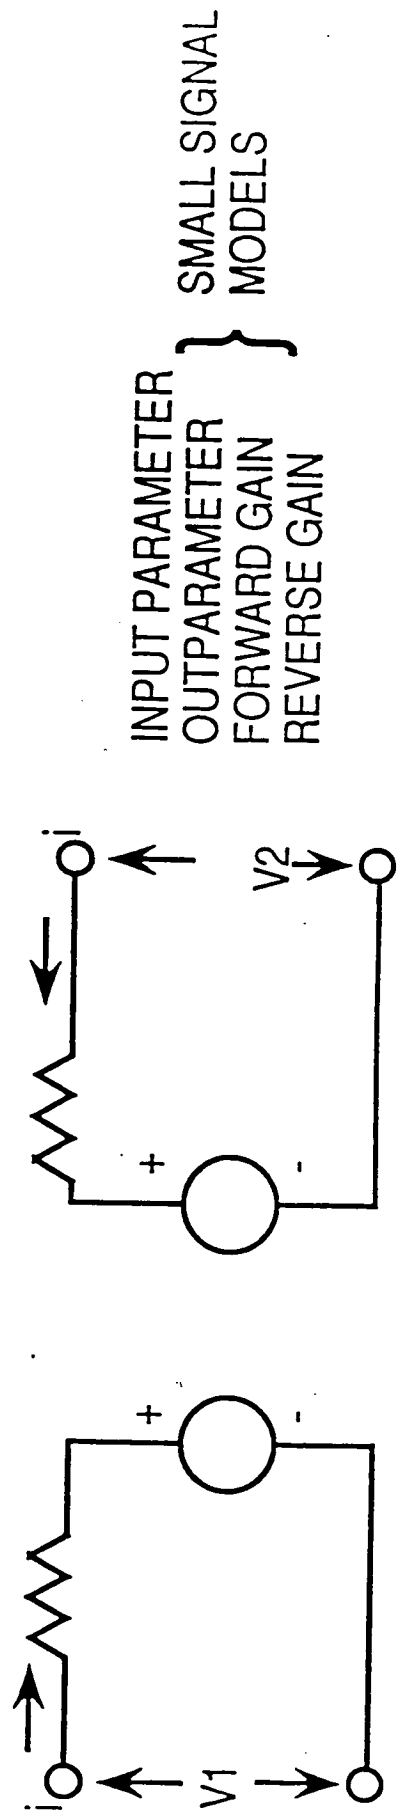 i
V1
+
-
+
-
i
V2
INPUT PARAMETER
OUTPARAMETER
FORWARD GAIN
REVERSE GAIN
SMALL SIGNAL
MODELS